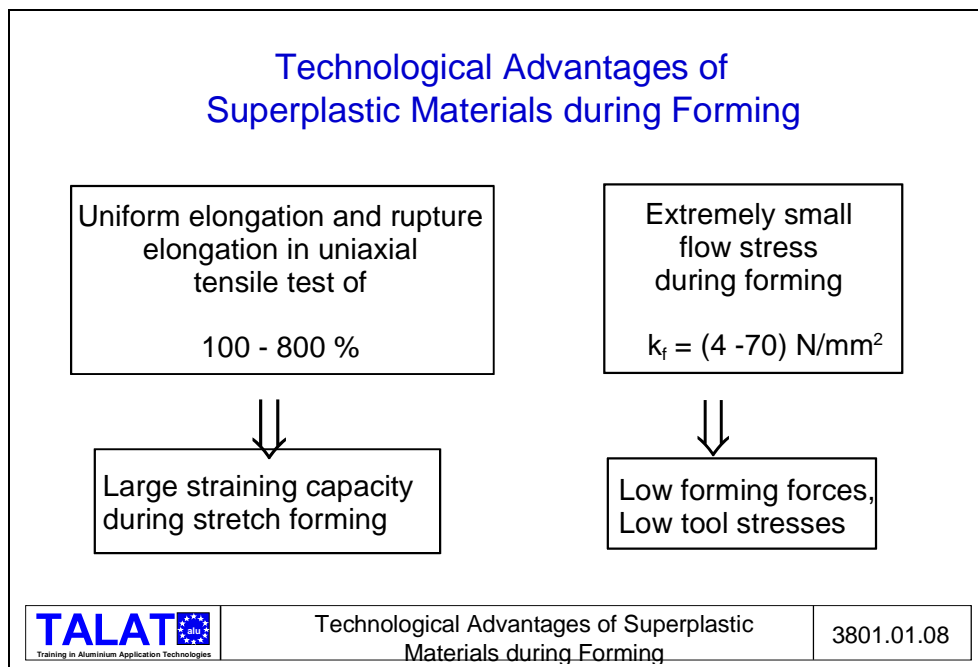 Technological Advantages of
Superplastic Materials during Forming
Uniform elongation and rupture
elongation in uniaxial
tensile test of
100 - 800 %
Extremely small
flow stress
during forming
kf = (4 -70) N/mm²
Large straining capacity
during stretch forming
Low forming forces,
Low tool stresses
TALAT
alu
Training in Aluminium Application Technologies
Technological Advantages of Superplastic
Materials during Forming
3801.01.08